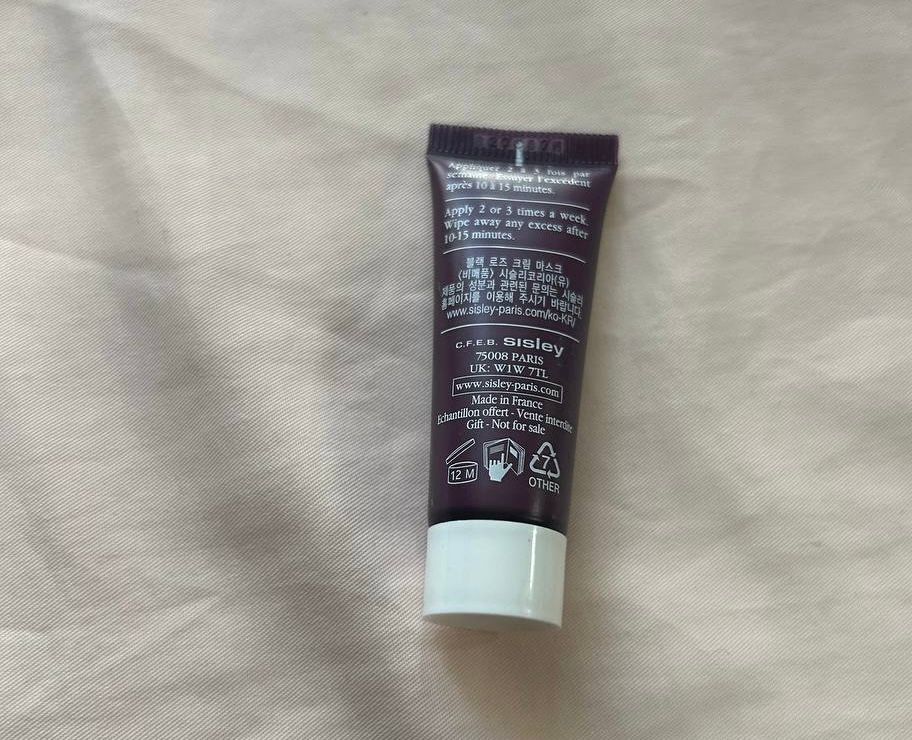 Appliquer 2 à 3 fois par
semaine. Essuyer l'excédent
après 10 à 15 minutes.
Apply 2 or 3 times a week.
Wipe away any excess after
10-15 minutes.
블랙 로즈 크림 마스크
<비매품> 시슬리코리아(유)
제품의 성분과 관련된 문의는 시슬리
홈페이지를 이용해 주시기 바랍니다.
www.sisley-paris.com/ko-KR/
C.F.E.B. sisley
75008 PARIS
UK: W1W 7TL
www.sisley-paris.com
Made in France
Echantillon offert - Vente interdite
Gift - Not for sale
12 M
7
OTHER